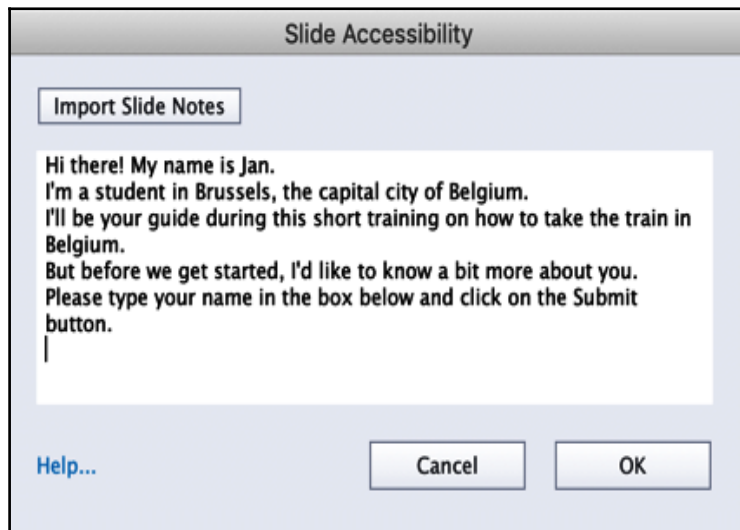 Slide Accessibility
Import Slide Notes
Hi there! My name is Jan.
I'm a student in Brussels, the capital city of Belgium.
I'll be your guide during this short training on how to take the train in
Belgium.
But before we get started, I'd like to know a bit more about you.
Please type your name in the box below and click on the Submit
button.
Help...
Cancel
OK